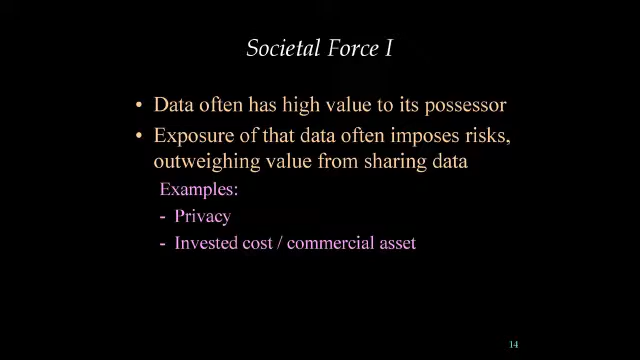 Societal Force I
• Data often has high value to its possessor
• Exposure of that data often imposes risks,
outweighing value from sharing data
Examples:
- Privacy
- Invested cost / commercial asset
14